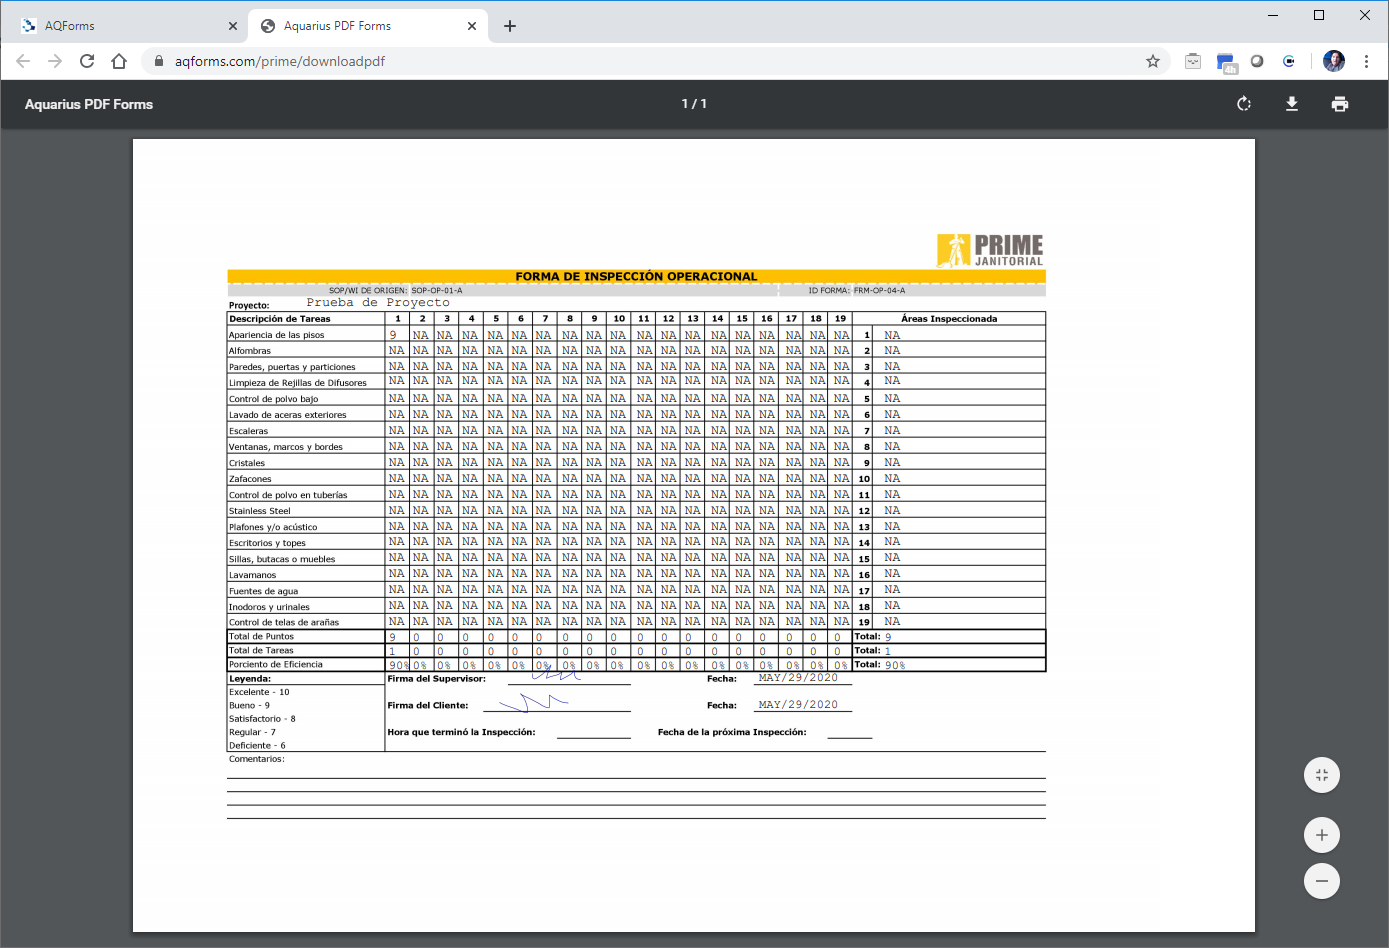 AQForms
Aquarius PDF Forms
aqforms.com/prime/downloadpdf
4h
Aquarius PDF Forms
1 / 1
PRIME
JANITORIAL
FORMA DE INSPECCIÓN OPERACIONAL
SOP/WI DE ORIGEN: SOP-OP-01-A ID FORMA: FRM-OP-04-A
Proyecto: Prueba de Proyecto
Descripción de Tareas 1 2 3 4 5 6 7 8 9 10 11 12 13 14 15 16 17 18 19 Áreas Inspeccionada
Apariencia de las pisos 9 NA NA NA NA NA NA NA NA NA NA NA NA NA NA NA NA NA NA 1 NA
Alfombras NA NA NA NA NA NA NA NA NA NA NA NA NA NA NA NA NA NA NA 2 NA
Paredes, puertas y particiones NA NA NA NA NA NA NA NA NA NA NA NA NA NA NA NA NA NA NA 3 NA
Limpieza de Rejillas de Difusores NA NA NA NA NA NA NA NA NA NA NA NA NA NA NA NA NA NA NA 4 NA
Control de polvo bajo NA NA NA NA NA NA NA NA NA NA NA NA NA NA NA NA NA NA NA 5 NA
Lavado de aceras exteriores NA NA NA NA NA NA NA NA NA NA NA NA NA NA NA NA NA NA NA 6 NA
Escaleras NA NA NA NA NA NA NA NA NA NA NA NA NA NA NA NA NA NA NA 7 NA
Ventanas, marcos y bordes NA NA NA NA NA NA NA NA NA NA NA NA NA NA NA NA NA NA NA 8 NA
Cristales NA NA NA NA NA NA NA NA NA NA NA NA NA NA NA NA NA NA NA 9 NA
Zafacones NA NA NA NA NA NA NA NA NA NA NA NA NA NA NA NA NA NA NA 10 NA
Control de polvo en tuberías NA NA NA NA NA NA NA NA NA NA NA NA NA NA NA NA NA NA NA 11 NA
Stainless Steel NA NA NA NA NA NA NA NA NA NA NA NA NA NA NA NA NA NA NA 12 NA
Plafones y/o acústico NA NA NA NA NA NA NA NA NA NA NA NA NA NA NA NA NA NA NA 13 NA
Escritorios y topes NA NA NA NA NA NA NA NA NA NA NA NA NA NA NA NA NA NA NA 14 NA
Sillas, butacas o muebles NA NA NA NA NA NA NA NA NA NA NA NA NA NA NA NA NA NA NA 15 NA
Lavamanos NA NA NA NA NA NA NA NA NA NA NA NA NA NA NA NA NA NA NA 16 NA
Fuentes de agua NA NA NA NA NA NA NA NA NA NA NA NA NA NA NA NA NA NA NA 17 NA
Inodoros y urinales NA NA NA NA NA NA NA NA NA NA NA NA NA NA NA NA NA NA NA 18 NA
Control de telas de arañas NA NA NA NA NA NA NA NA NA NA NA NA NA NA NA NA NA NA NA 19 NA
Total de Puntos 9 0 0 0 0 0 0 0 0 0 0 0 0 0 0 0 0 0 0 Total: 9
Total de Tareas 1 0 0 0 0 0 0 0 0 0 0 0 0 0 0 0 0 0 0 Total: 1
Porciento de Eficiencia 90% 0% 0% 0% 0% 0% 0% 0% 0% 0% 0% 0% 0% 0% 0% 0% 0% 0% 0% Total: 90%
Leyenda: Firma del Supervisor: Fecha: MAY/29/2020
Excelente - 10
Bueno - 9 Firma del Cliente: Fecha: MAY/29/2020
Satisfactorio - 8
Regular - 7 Hora que terminó la Inspección: Fecha de la próxima Inspección:
Deficiente - 6
Comentarios: